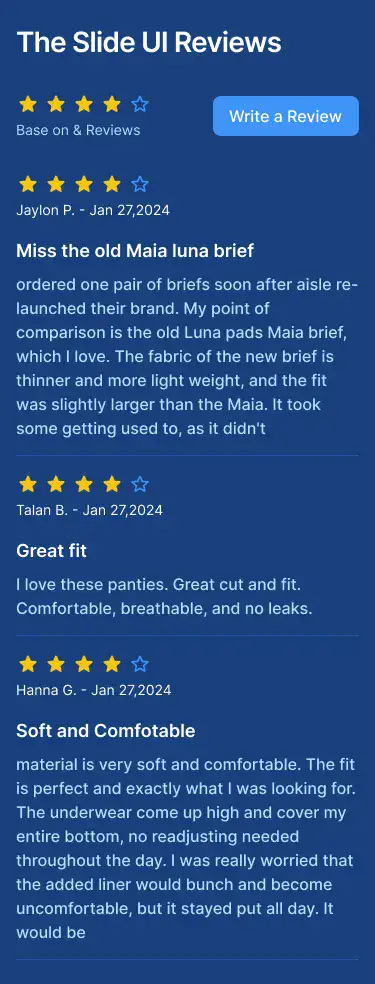 The Slide UI Reviews
Base on & Reviews
Write a Review
Jaylon P. - Jan 27,2024
Miss the old Maia luna brief
ordered one pair of briefs soon after aisle re-
launched their brand. My point of
comparison is the old Luna pads Maia brief,
which I love. The fabric of the new brief is
thinner and more light weight, and the fit
was slightly larger than the Maia. It took
some getting used to, as it didn't
Talan B. - Jan 27,2024
Great fit
I love these panties. Great cut and fit.
Comfortable, breathable, and no leaks.
Hanna G. - Jan 27,2024
Soft and Comfotable
material is very soft and comfortable. The fit
is perfect and exactly what I was looking for.
The underwear come up high and cover my
entire bottom, no readjusting needed
throughout the day. I was really worried that
the added liner would bunch and become
uncomfortable, but it stayed put all day. It
would be